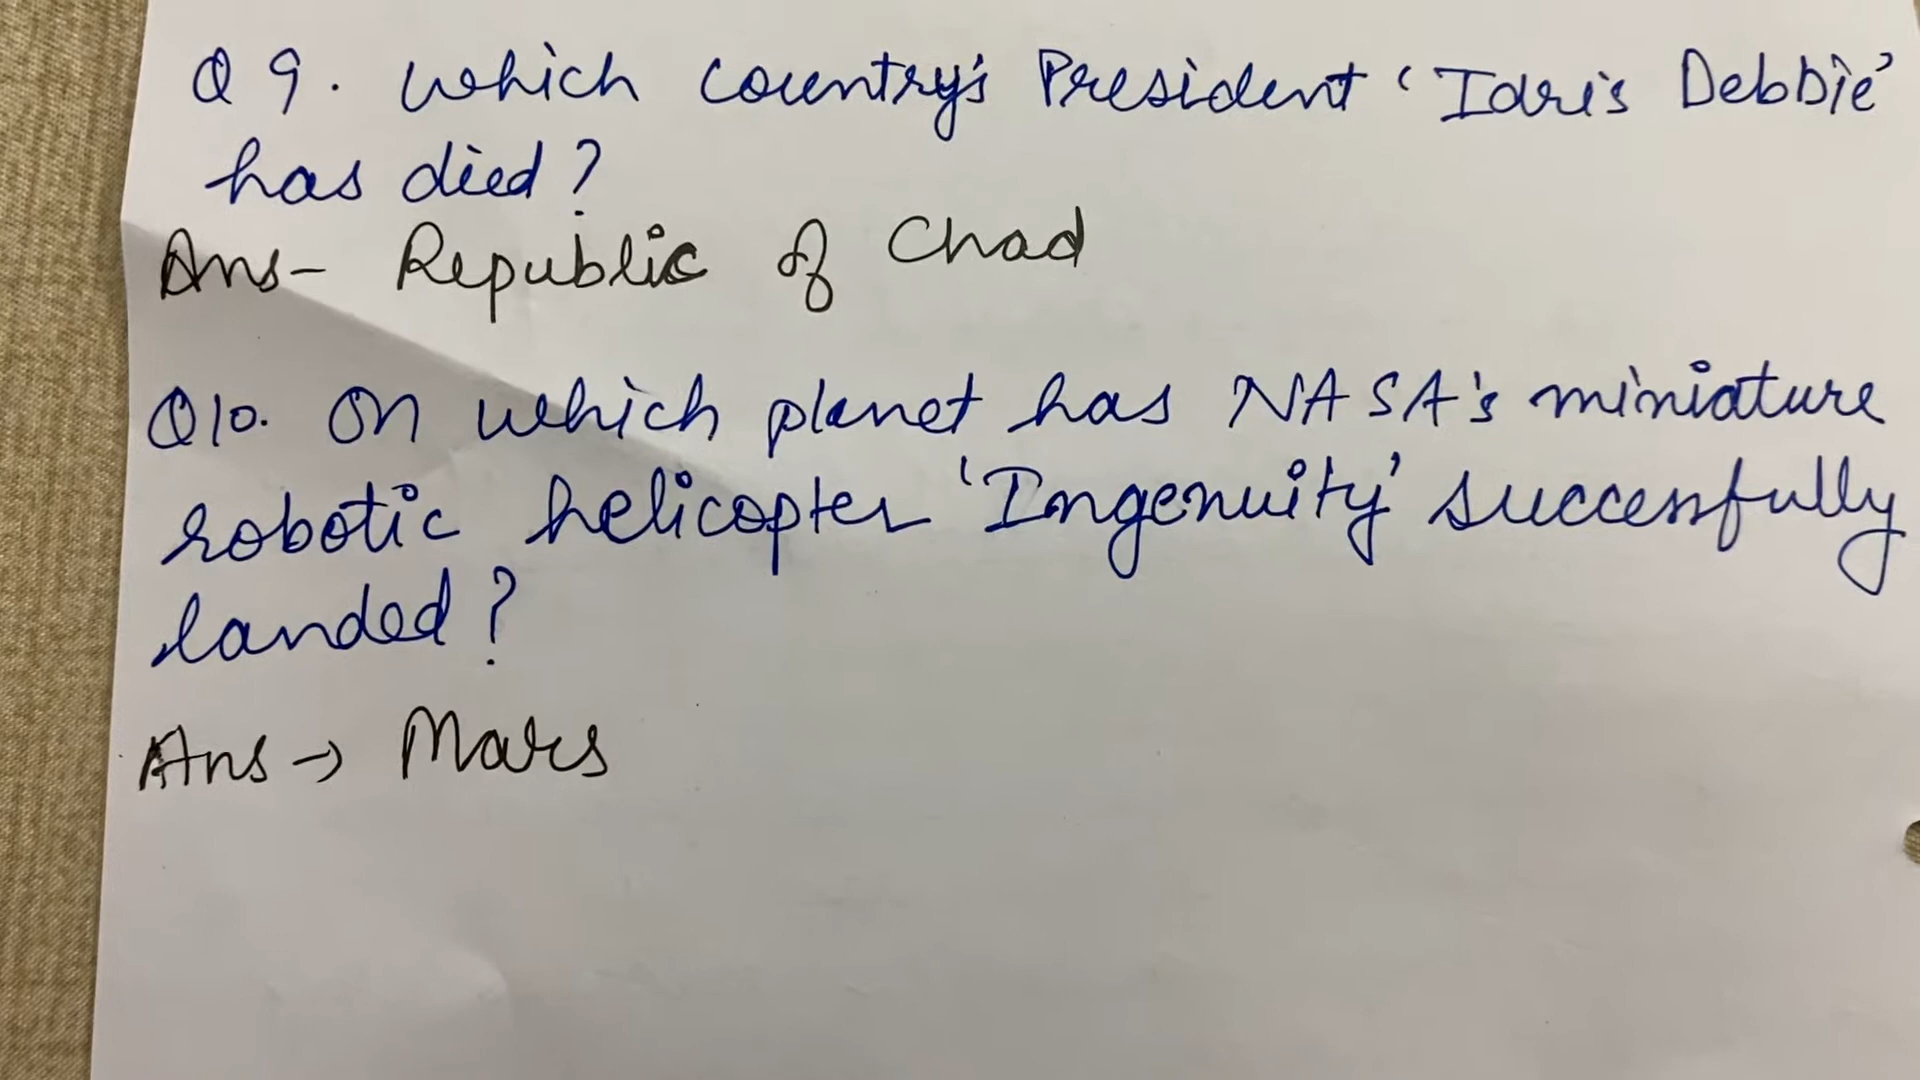 Q 9. Which country's President 'Idris Debbie'
has died?
Ans- Republic of Chad
Q10. On which planet has NASA's miniature
robotic helicopter 'Ingenuity' successfully
landed?
Ans → Mars